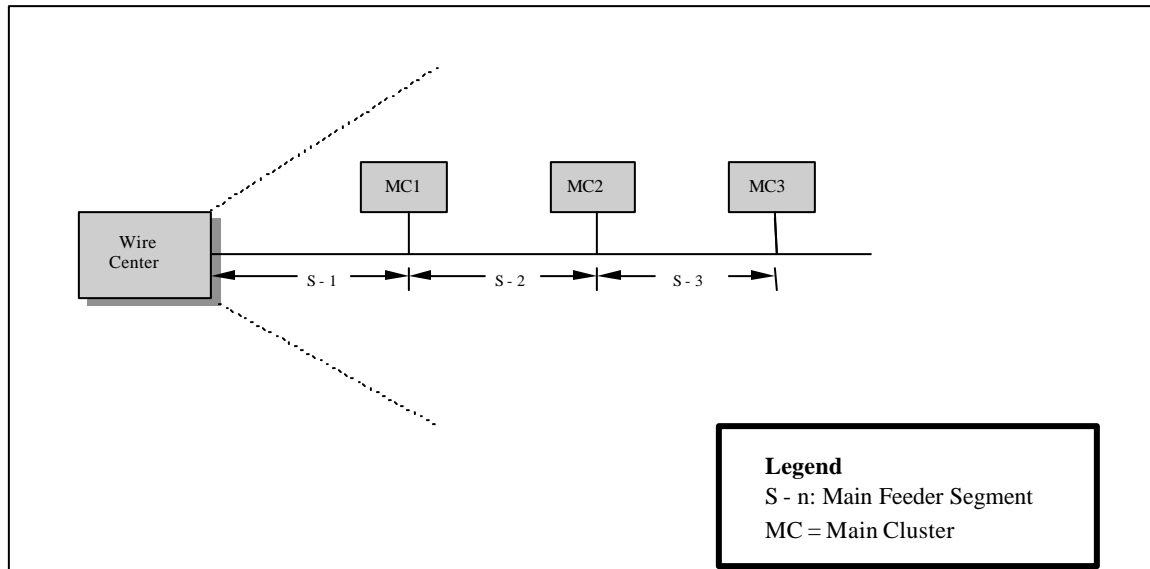 MC1
MC2
MC3
Wire
Center
S - 1
S - 2
S - 3
Legend
S - n: Main Feeder Segment
MC = Main Cluster